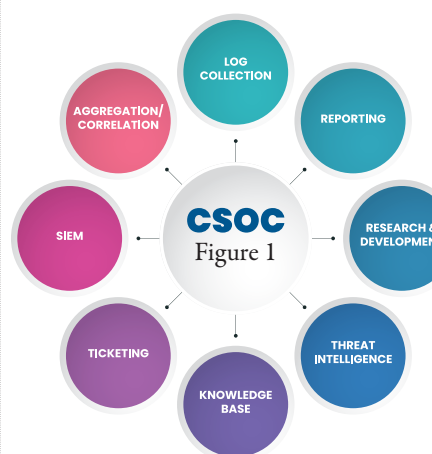 LOG
COLLECTION
REPORTING
RESEARCH &
DEVELOPMEN
THREAT
INTELLIGENCE
KNOWLEDGE
BASE
TICKETING
SIEM
AGGREGATION/
CORRELATION
CSOC
Figure 1